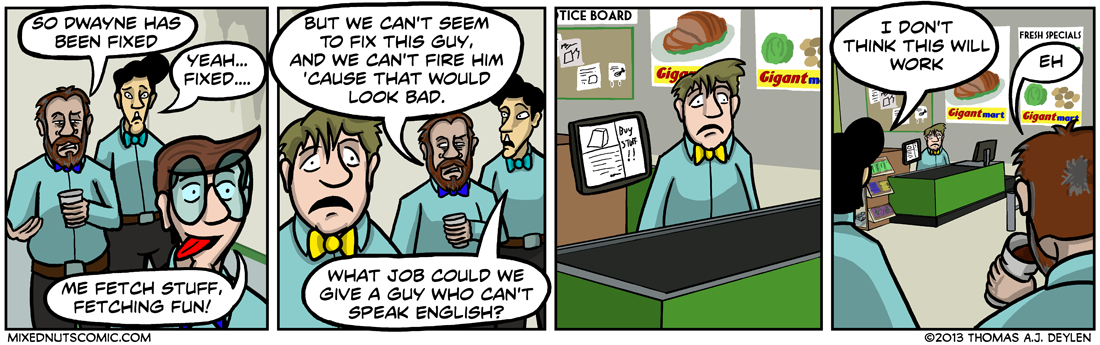 SO DWAYNE HAS
BEEN FIXED
YEAH...
FIXED....
ME FETCH STUFF,
FETCHING FUN!
BUT WE CAN'T SEEM
TO FIX THIS GUY,
AND WE CAN'T FIRE HIM
'CAUSE THAT WOULD
LOOK BAD.
WHAT JOB COULD WE
GIVE A GUY WHO CAN'T
SPEAK ENGLISH?
TICE BOARD
Gigan
Gigantma
BUY
STUFF
!!
I DON'T
THINK THIS WILL
WORK
FRESH SPECIALS
EH
Gigantmart
Gigantmart
MIXEDNUTSCOMIC.COM
©2013 THOMAS A.J. DEYLEN